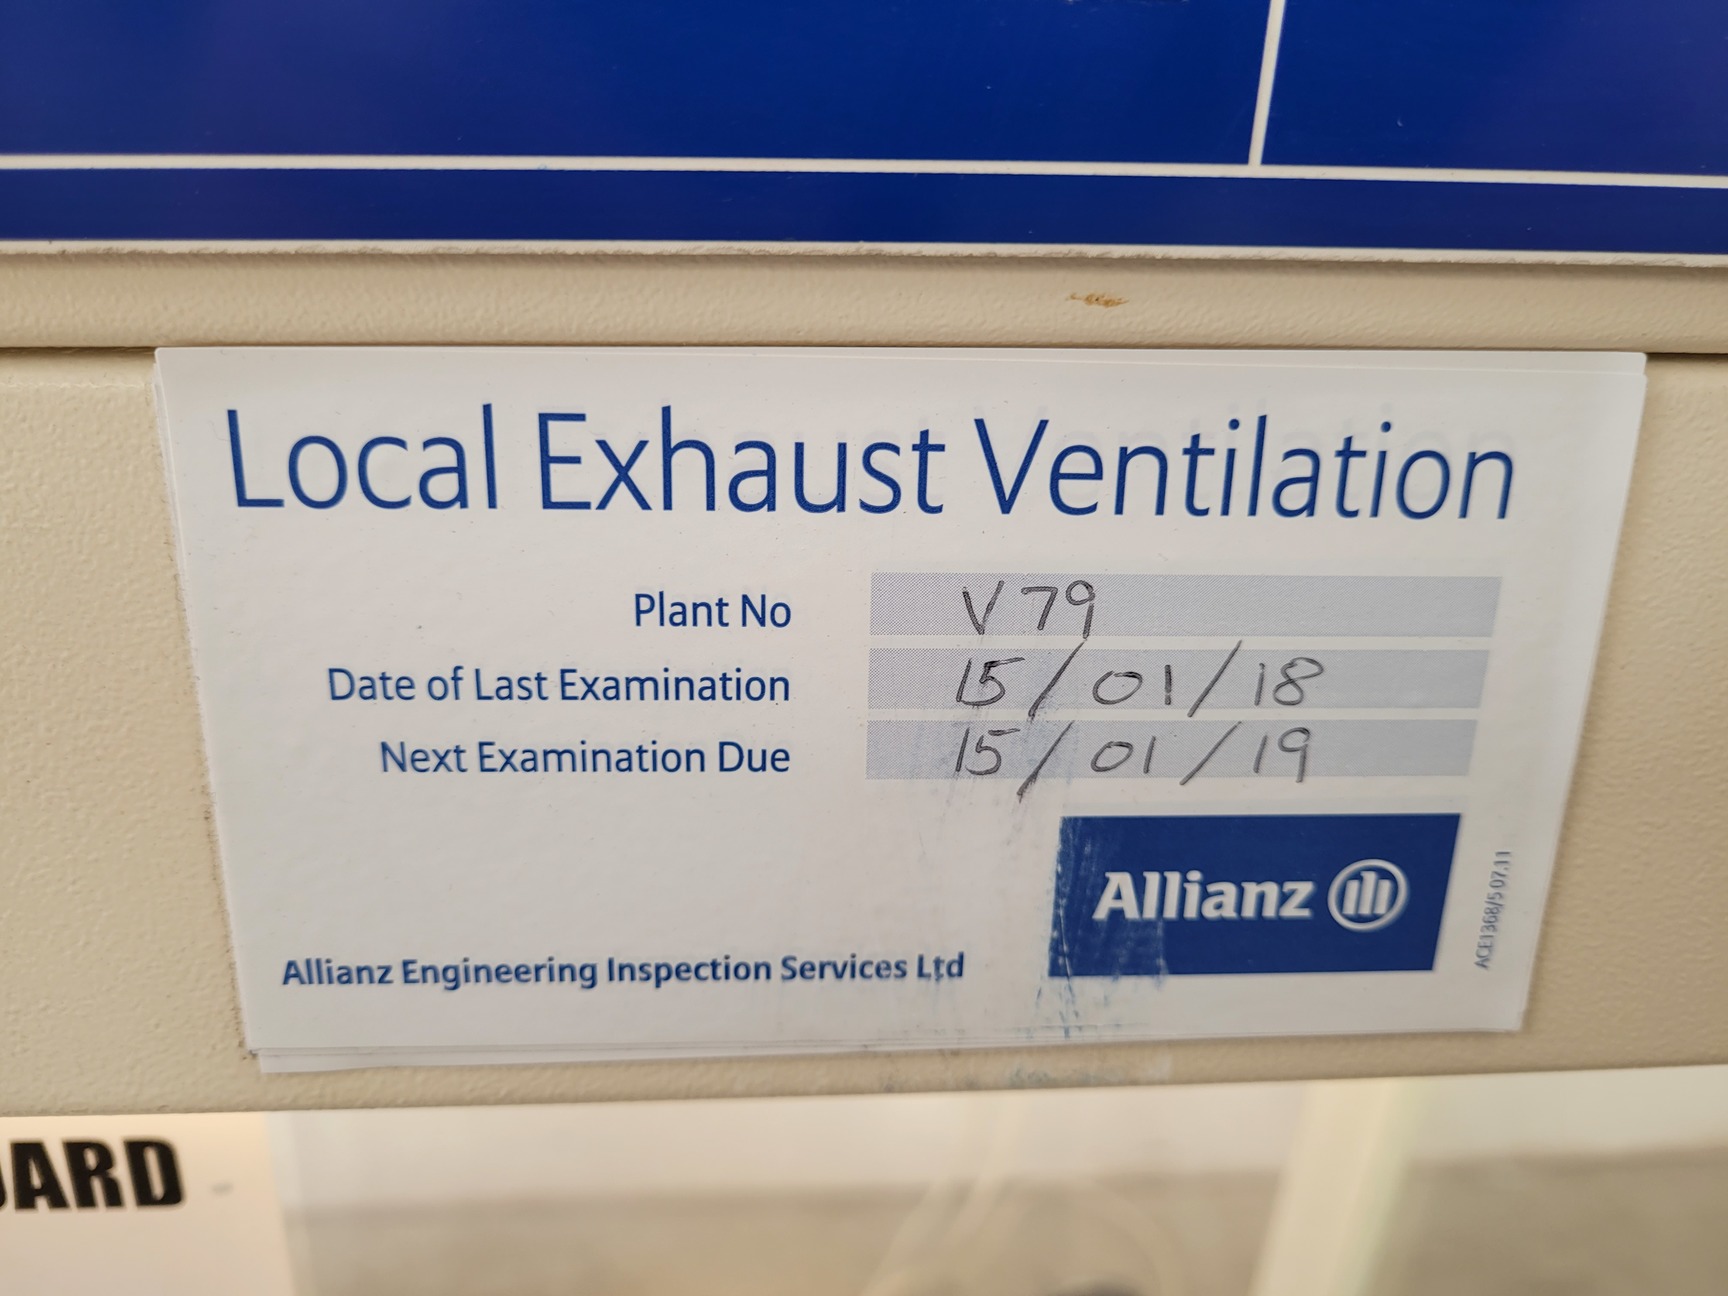 Local Exhaust Ventilation
Plant No V79
Date of Last Examination 15/01/18
Next Examination Due 15/01/19
Allianz
ACE1368/5 07.11
Allianz Engineering Inspection Services Ltd